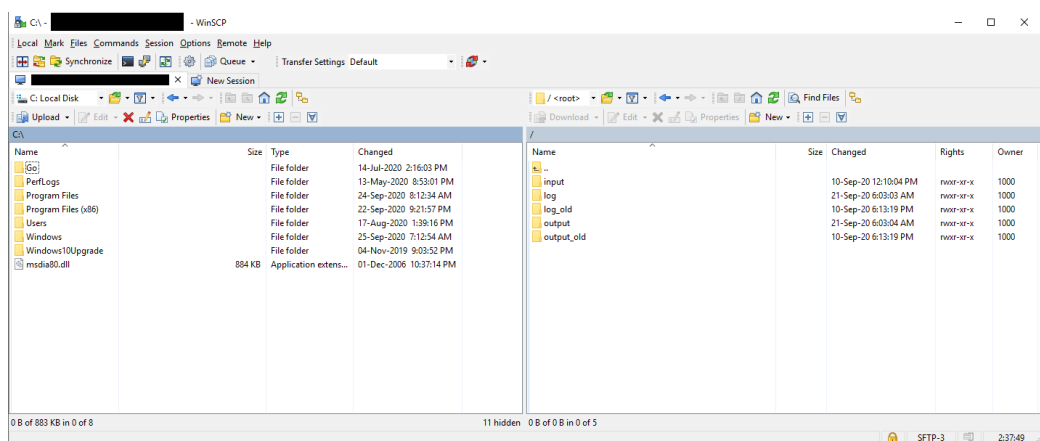 C:\ - - WinSCP
Local Mark Files Commands Session Options Remote Help
Synchronize Queue Transfer Settings Default
New Session
C: Local Disk / <root> Find Files
Upload Edit Properties New Download Edit Properties New
C:\ /
Name Size Type Changed Name Size Changed Rights Owner
Go File folder 14-Jul-2020 2:16:03 PM ..
PerfLogs File folder 13-May-2020 8:53:01 PM input 10-Sep-20 12:10:04 PM rwxr-xr-x 1000
Program Files File folder 24-Sep-2020 8:12:34 AM log 21-Sep-20 6:03:03 AM rwxr-xr-x 1000
Program Files (x86) File folder 22-Sep-2020 9:21:57 PM log_old 10-Sep-20 6:13:19 PM rwxr-xr-x 1000
Users File folder 17-Aug-2020 1:39:16 PM output 21-Sep-20 6:03:04 AM rwxr-xr-x 1000
Windows File folder 25-Sep-2020 7:12:54 AM output_old 10-Sep-20 6:13:19 PM rwxr-xr-x 1000
Windows10Upgrade File folder 04-Nov-2019 9:03:52 PM
msdia80.dll 884 KB Application extens... 01-Dec-2006 10:37:14 PM
0 B of 883 KB in 0 of 8 11 hidden 0 B of 0 B in 0 of 5
SFTP-3 2:37:49